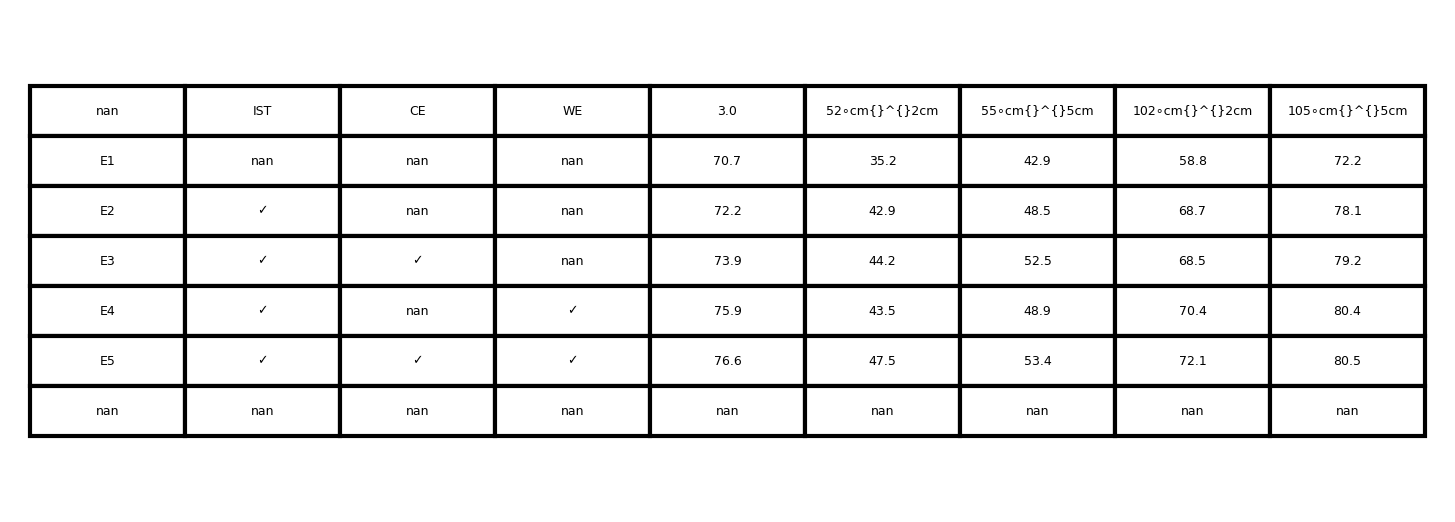 nan IST CE WE 3.0 52∘cm{}^{}2cm 55∘cm{}^{}5cm 102∘cm{}^{}2cm 105∘cm{}^{}5cm
E1 nan nan nan 70.7 35.2 42.9 58.8 72.2
E2 ✓ nan nan 72.2 42.9 48.5 68.7 78.1
E3 ✓ ✓ nan 73.9 44.2 52.5 68.5 79.2
E4 ✓ nan ✓ 75.9 43.5 48.9 70.4 80.4
E5 ✓ ✓ ✓ 76.6 47.5 53.4 72.1 80.5
nan nan nan nan nan nan nan nan nan